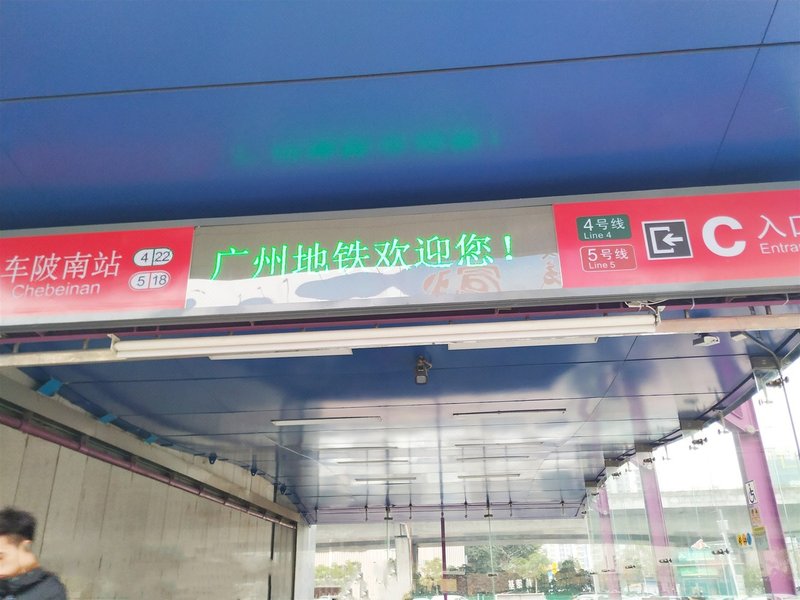 车陂南站
Chebeinan
4 22
5 18
广州地铁欢迎您!
4号线
Line 4
5号线
Line 5
C
入口